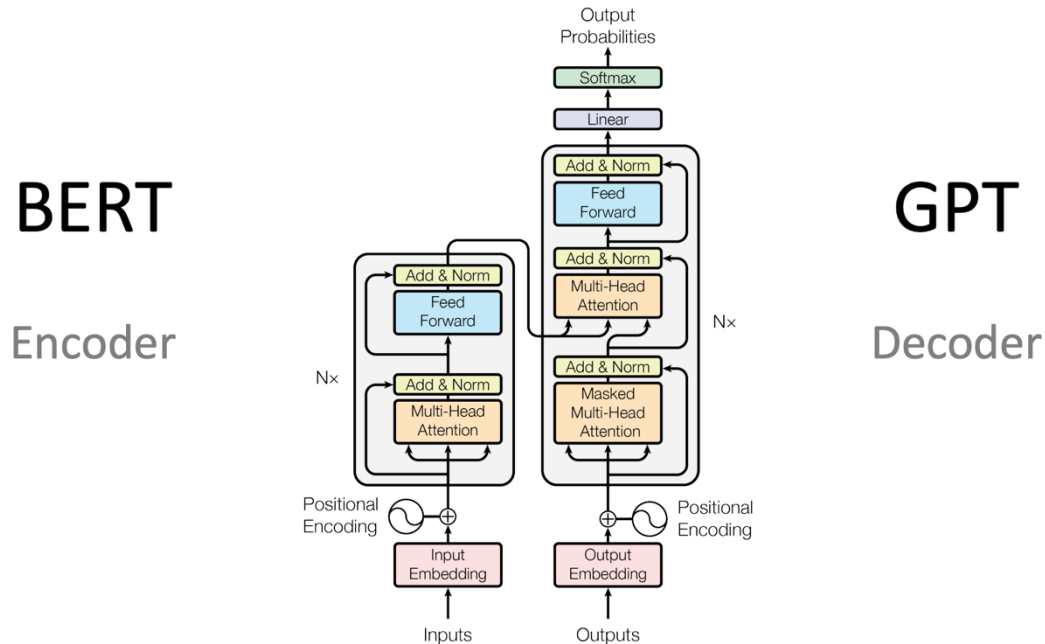 BERT
Encoder
Output
Probabilities
Softmax
Linear
Add & Norm
Feed
Forward
Add & Norm
Multi-Head
Attention
Add & Norm
Masked
Multi-Head
Attention
Nx
Add & Norm
Feed
Forward
Add & Norm
Multi-Head
Attention
Nx
Positional
Encoding
Positional
Encoding
Input
Embedding
Output
Embedding
Inputs
Outputs
GPT
Decoder